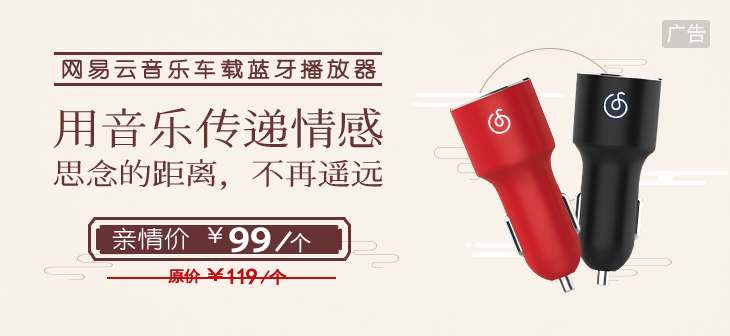 广告
网易云音乐车载蓝牙播放器
用音乐传递情感
思念的距离，不再遥远
亲情价 ￥99/个
原价 ￥119/个